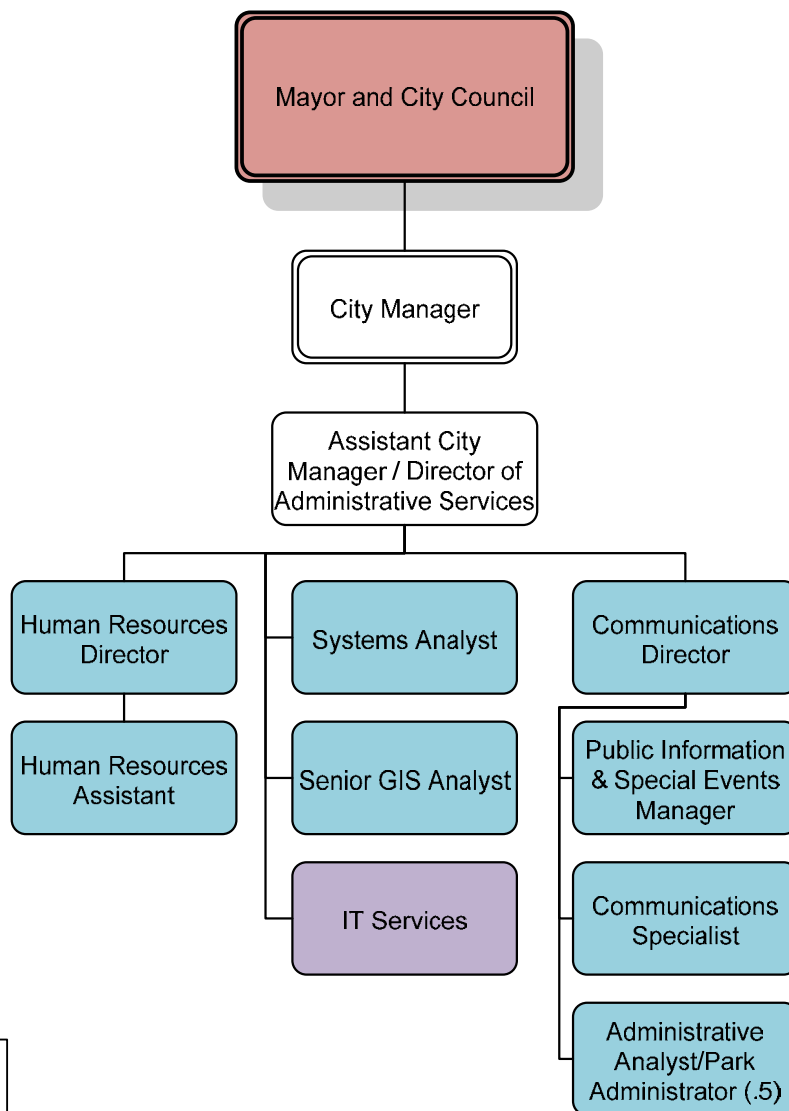 Mayor and City Council
City Manager
Assistant City
Manager / Director of
Administrative Services
Human Resources
Director
Systems Analyst
Communications
Director
Human Resources
Assistant
Senior GIS Analyst
Public Information
& Special Events
Manager
IT Services
Communications
Specialist
Administrative
Analyst/Park
Administrator (.5)